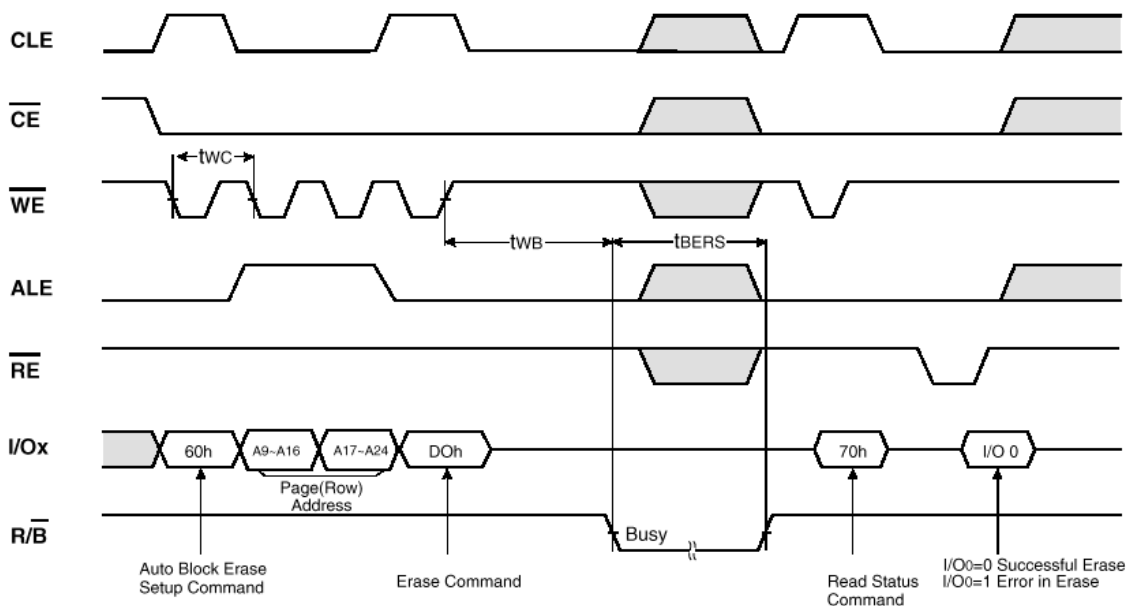 CLE
CE
tWC
WE
tWB
tBERS
ALE
RE
I/Ox
60h
A9~A16
A17~A24
DOh
70h
I/O 0
Page(Row)
Address
R/B
Busy
Auto Block Erase
Setup Command
Erase Command
Read Status
Command
I/O0=0 Successful Erase
I/O0=1 Error in Erase